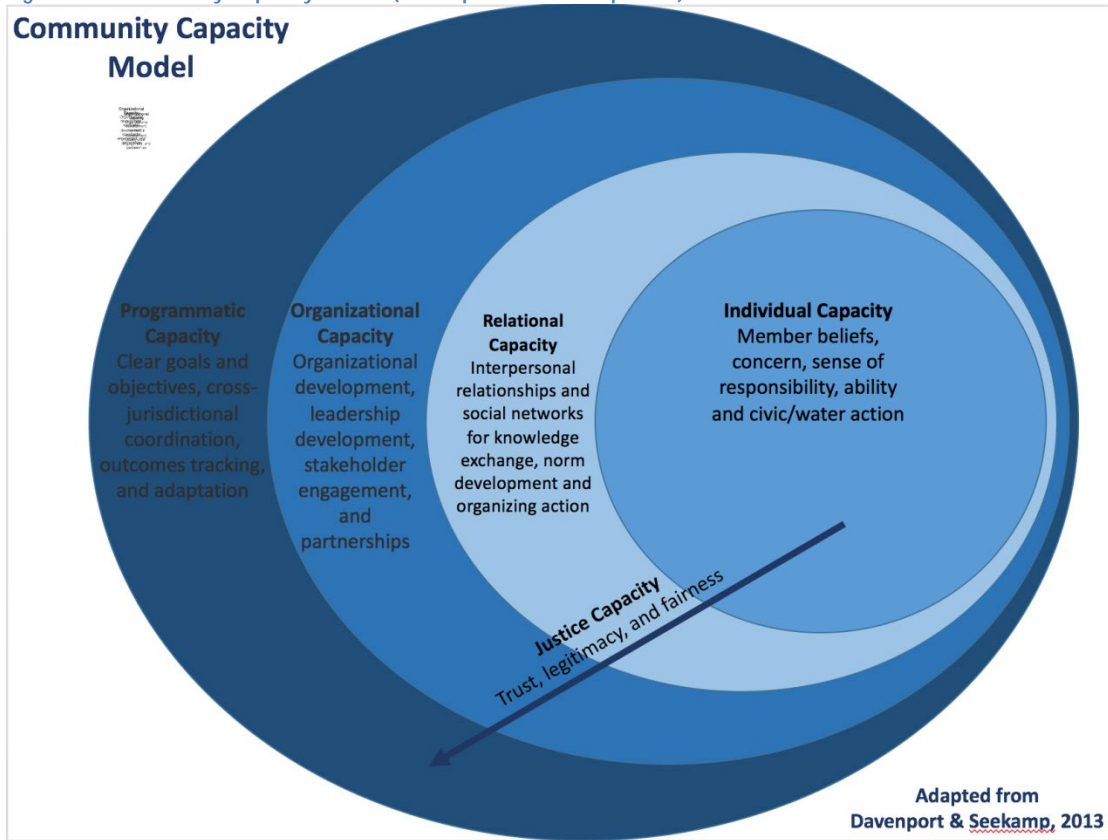 Community Capacity
Model
Programmatic
Capacity
Clear goals and
objectives, cross-
jurisdictional
coordination,
outcomes tracking,
and adaptation
Organizational
Capacity
Organizational
development,
leadership
development,
stakeholder
engagement,
and
partnerships
Relational
Capacity
Interpersonal
relationships and
social networks
for knowledge
exchange, norm
development and
organizing action
Individual Capacity
Member beliefs,
concern, sense of
responsibility, ability
and civic/water action
Justice Capacity
Trust, legitimacy, and fairness
Adapted from
Davenport & Seekamp, 2013